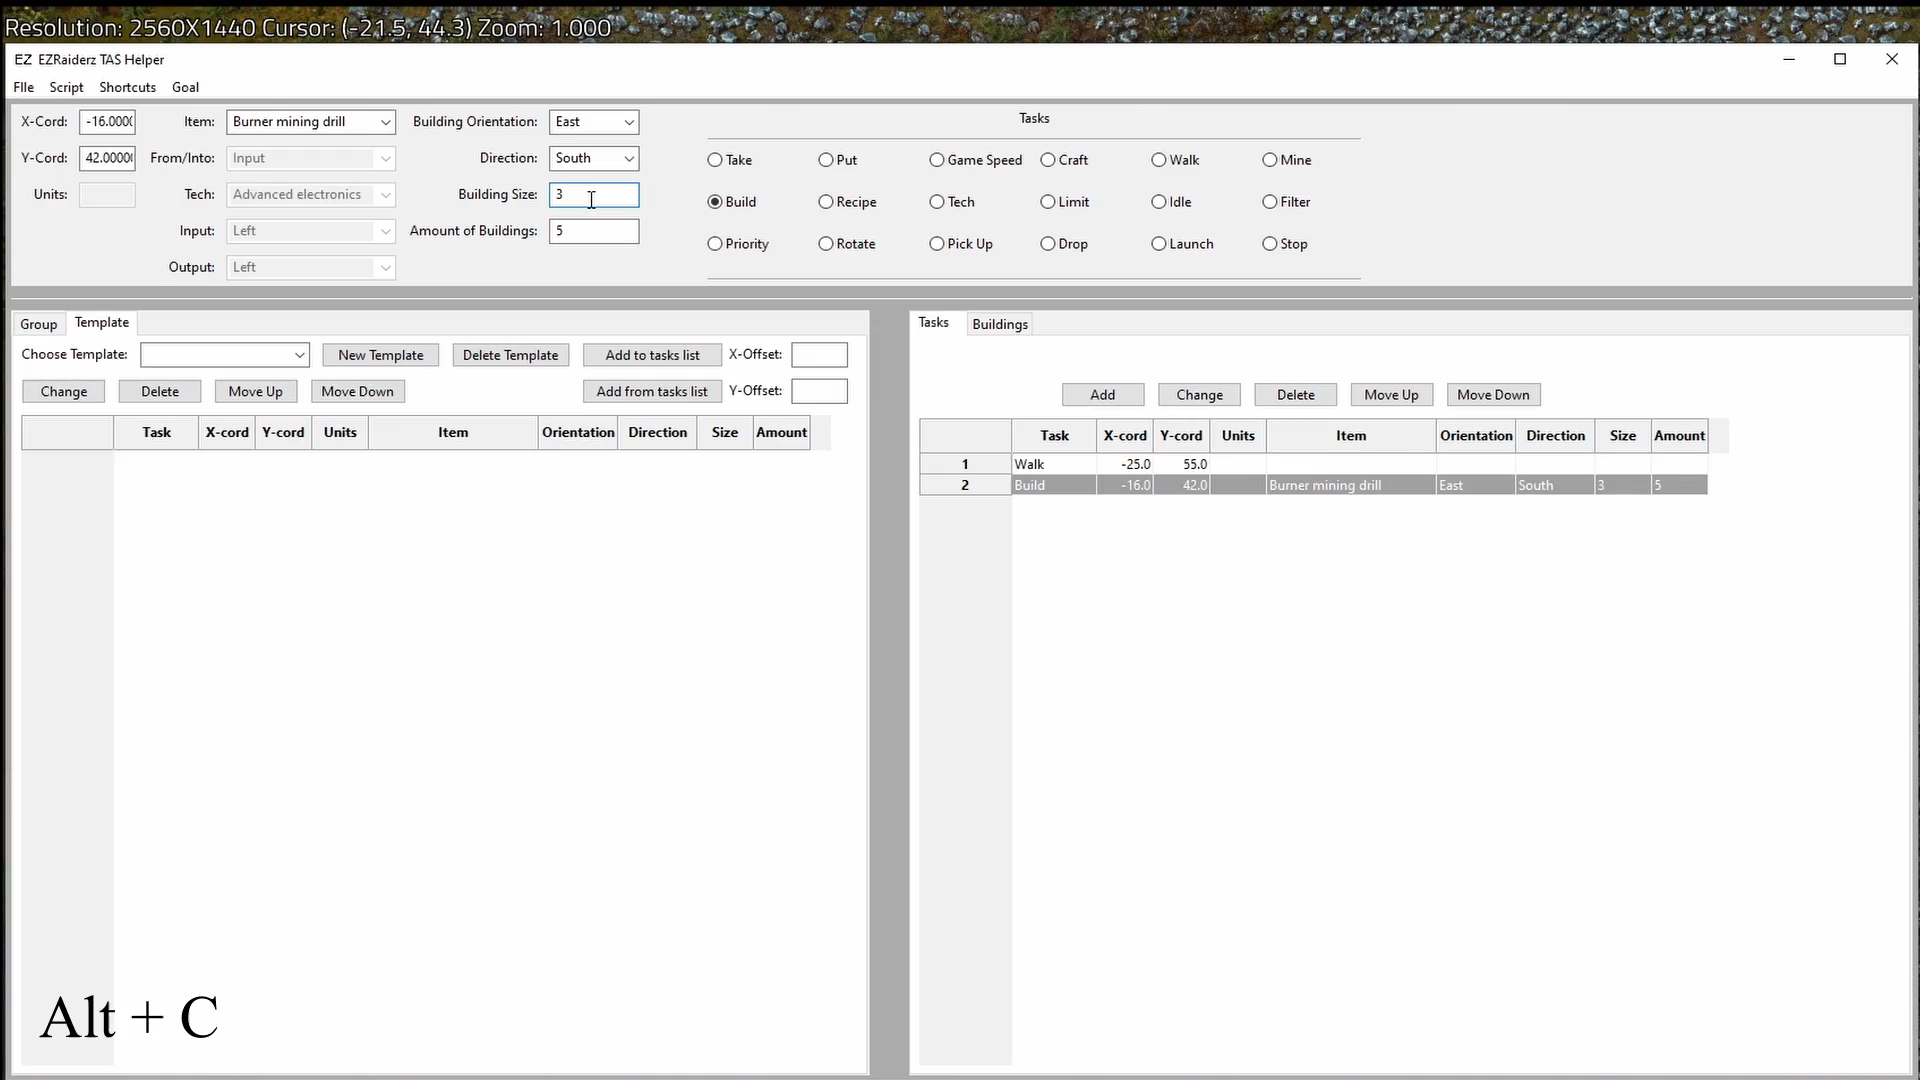 Resolution: 2560X1440 Cursor: (-21.5, 44.3) Zoom: 1.000
EZ EZRaiderz TAS Helper
FIle Script Shortcuts Goal
X-Cord: -16.000( Item: Burner mining drill Building Orientation: East Tasks
Y-Cord: 42.0000( From/Into: Input Direction: South Take Put Game Speed Craft Walk Mine
Units: Tech: Advanced electronics Building Size: 3 Build Recipe Tech Limit Idle Filter
Input: Left Amount of Buildings: 5 Priority Rotate Pick Up Drop Launch Stop
Output: Left
Group Template
Choose Template: New Template Delete Template Add to tasks list X-Offset:
Change Delete Move Up Move Down Add from tasks list Y-Offset:
Task X-cord Y-cord Units Item Orientation Direction Size Amount
Tasks Buildings
Add Change Delete Move Up Move Down
Task X-cord Y-cord Units Item Orientation Direction Size Amount
1 Walk -25.0 55.0
2 Build -16.0 42.0 Burner mining drill East South 3 5
Alt + C